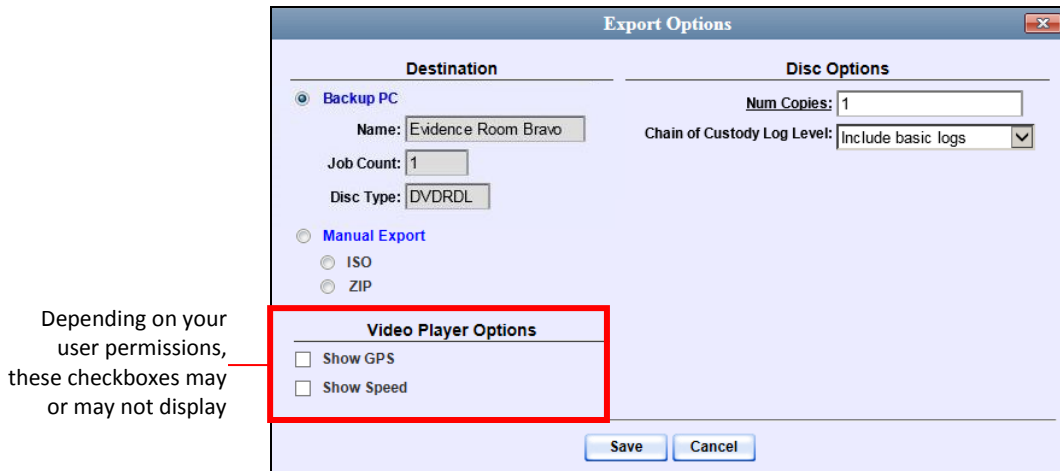 Export Options
Destination
Backup PC
Name: Evidence Room Bravo
Job Count: 1
Disc Type: DVDRDL
Manual Export
ISO
ZIP
Disc Options
Num Copies: 1
Chain of Custody Log Level: Include basic logs
Video Player Options
Show GPS
Show Speed
Depending on your
user permissions,
these checkboxes may
or may not display
Save Cancel